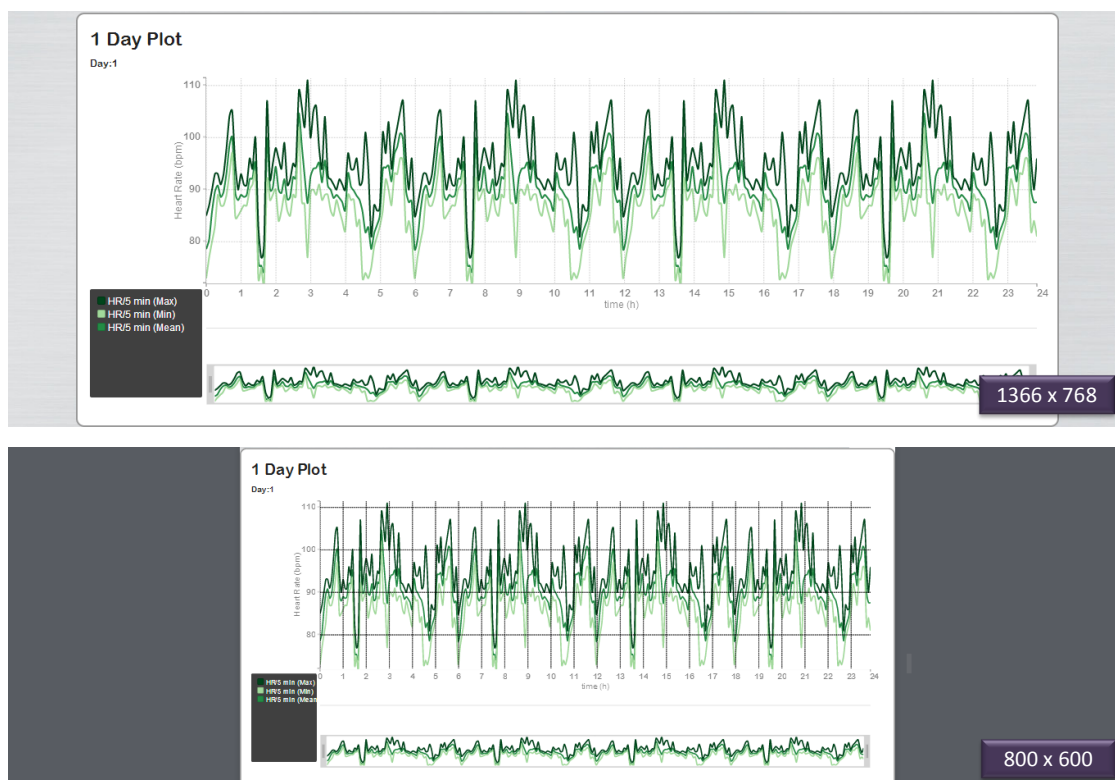 1 Day Plot
Day:1
110
100
90
80
Heart Rate (bpm)
0 1 2 3 4 5 6 7 8 9 10 11 12 13 14 15 16 17 18 19 20 21 22 23 24
time (h)
HR/5 min (Max)
HR/5 min (Min)
HR/5 min (Mean)
1366 x 768
1 Day Plot
Day:1
110
100
90
80
Heart Rate (bpm)
0 1 2 3 4 5 6 7 8 9 10 11 12 13 14 15 16 17 18 19 20 21 22 23 24
time (h)
HR/5 min (Max)
HR/5 min (Min)
HR/5 min (Mean
800 x 600